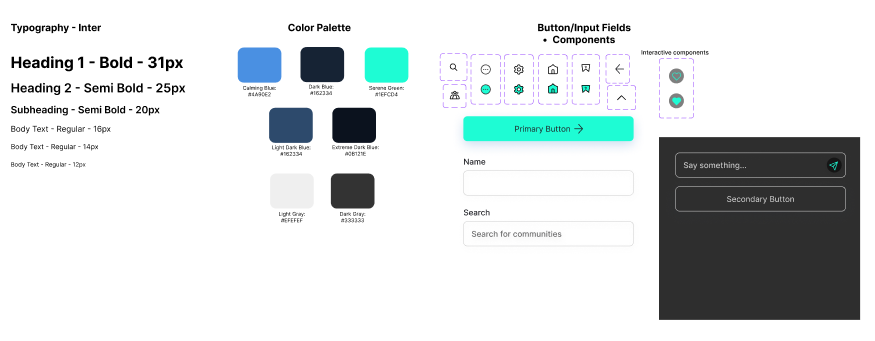 Typography - Inter
Heading 1 - Bold - 31px
Heading 2 - Semi Bold - 25px
Subheading - Semi Bold - 20px
Body Text - Regular - 16px
Body Text - Regular - 14px
Body Text - Regular - 12px
Color Palette
Calming Blue:
#4A90E2
Dark Blue:
#162334
Serene Green:
#1EFCD4
Light Dark Blue:
#162334
Extreme Dark Blue:
#0B121E
Light Gray:
#EFEFEF
Dark Gray:
#333333
Button/Input Fields
• Components
Interactive components
Primary Button
Name
Search
Search for communities
Say something...
Secondary Button